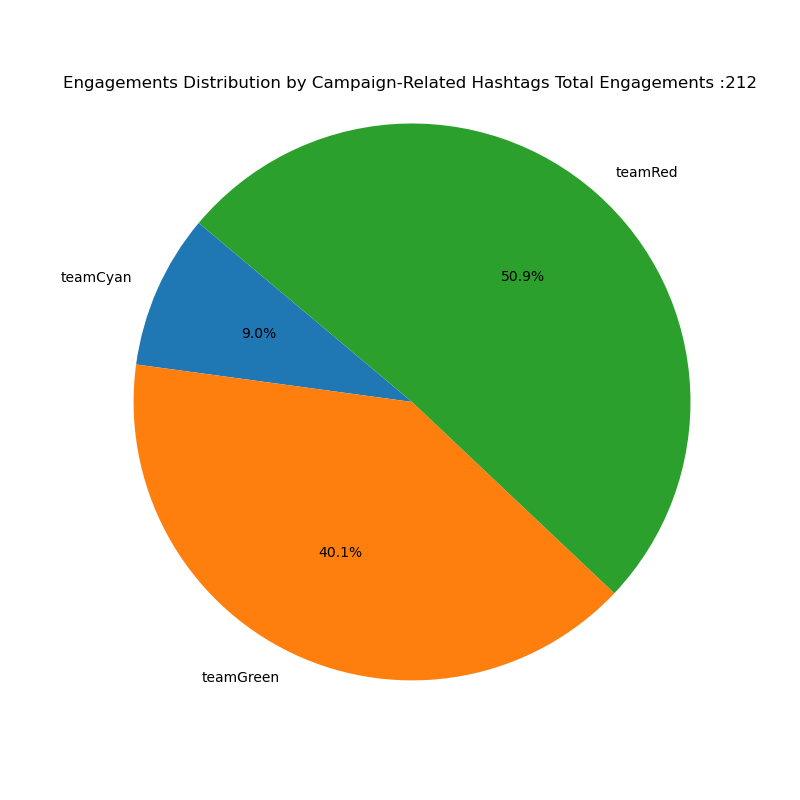 Engagements Distribution by Campaign-Related Hashtags Total Engagements :212
teamRed
50.9%
teamCyan
9.0%
40.1%
teamGreen